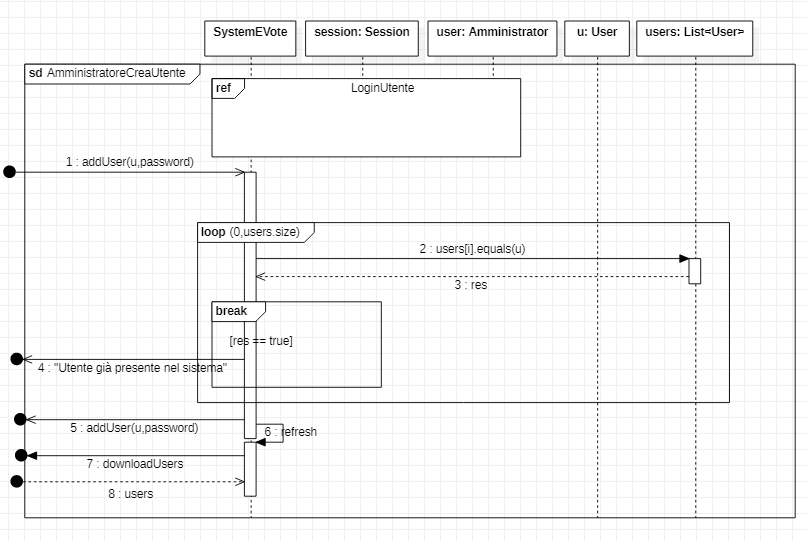 SystemEVote
session: Session
user: Amministrator
u: User
users: List<User>
sd AmministratoreCreaUtente
ref
LoginUtente
1 : addUser(u,password)
loop (0,users.size)
2 : users[i].equals(u)
3 : res
break
[res == true]
4 : "Utente già presente nel sistema"
5 : addUser(u,password)
6 : refresh
7 : downloadUsers
8 : users